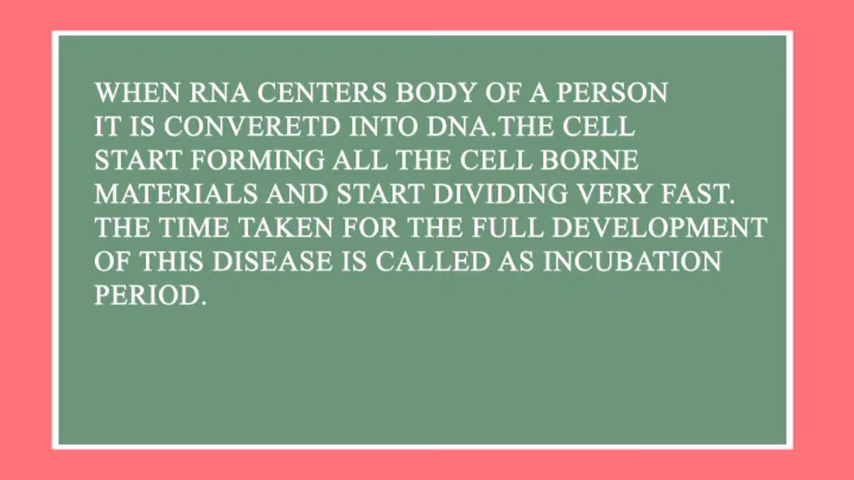 WHEN RNA CENTERS BODY OF A PERSON
IT IS CONVERETD INTO DNA.THE CELL
START FORMING ALL THE CELL BORNE
MATERIALS AND START DIVIDING VERY FAST.
THE TIME TAKEN FOR THE FULL DEVELOPMENT
OF THIS DISEASE IS CALLED AS INCUBATION
PERIOD.